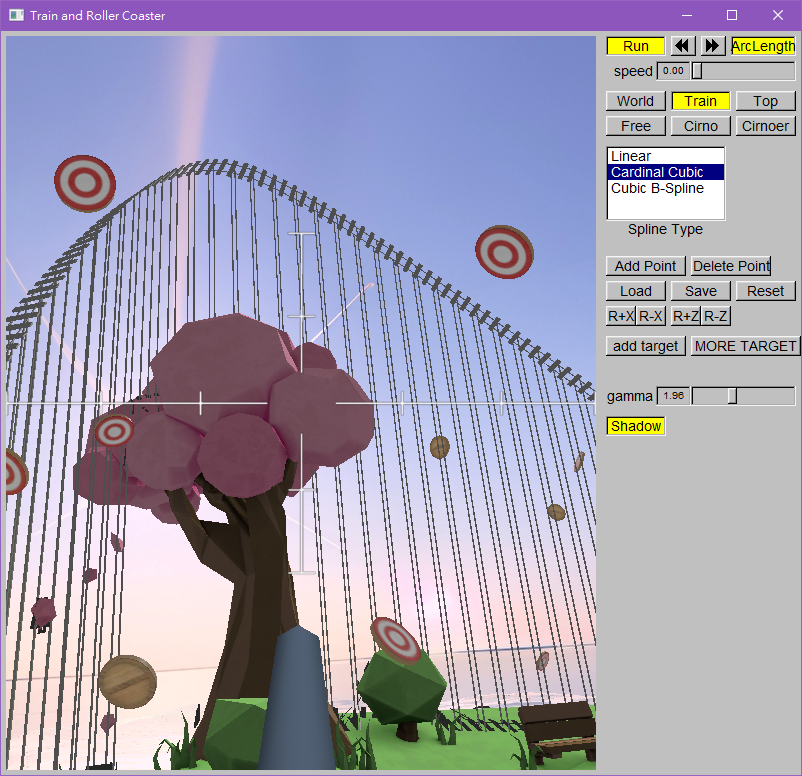 Train and Roller Coaster
Run ArcLength
speed 0.00
World Train Top
Free Cirno Cirnoer
Linear
Cardinal Cubic
Cubic B-Spline
Spline Type
Add Point Delete Point
Load Save Reset
R+X R-X R+Z R-Z
add target MORE TARGET
gamma 1.96
Shadow